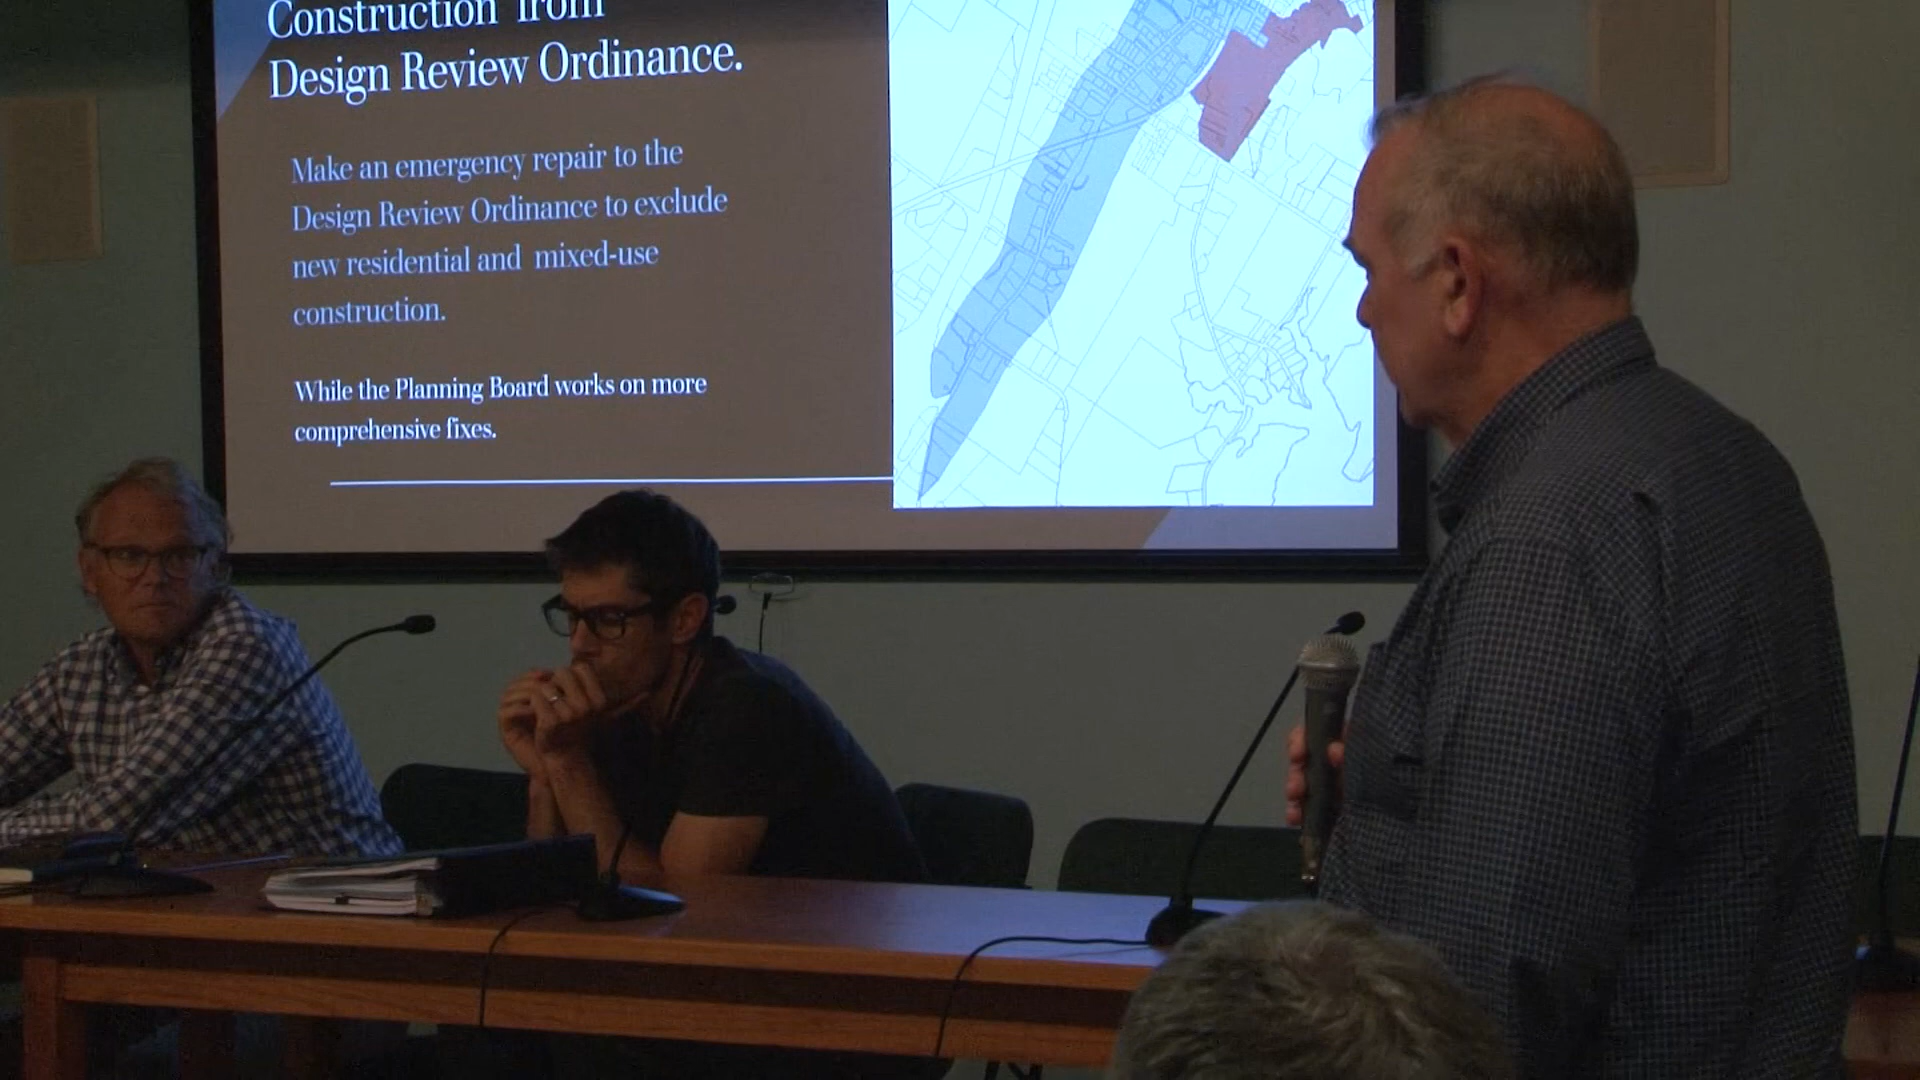 Construction from
Design Review Ordinance.
Make an emergency repair to the
Design Review Ordinance to exclude
new residential and mixed-use
construction.
While the Planning Board works on more
comprehensive fixes.